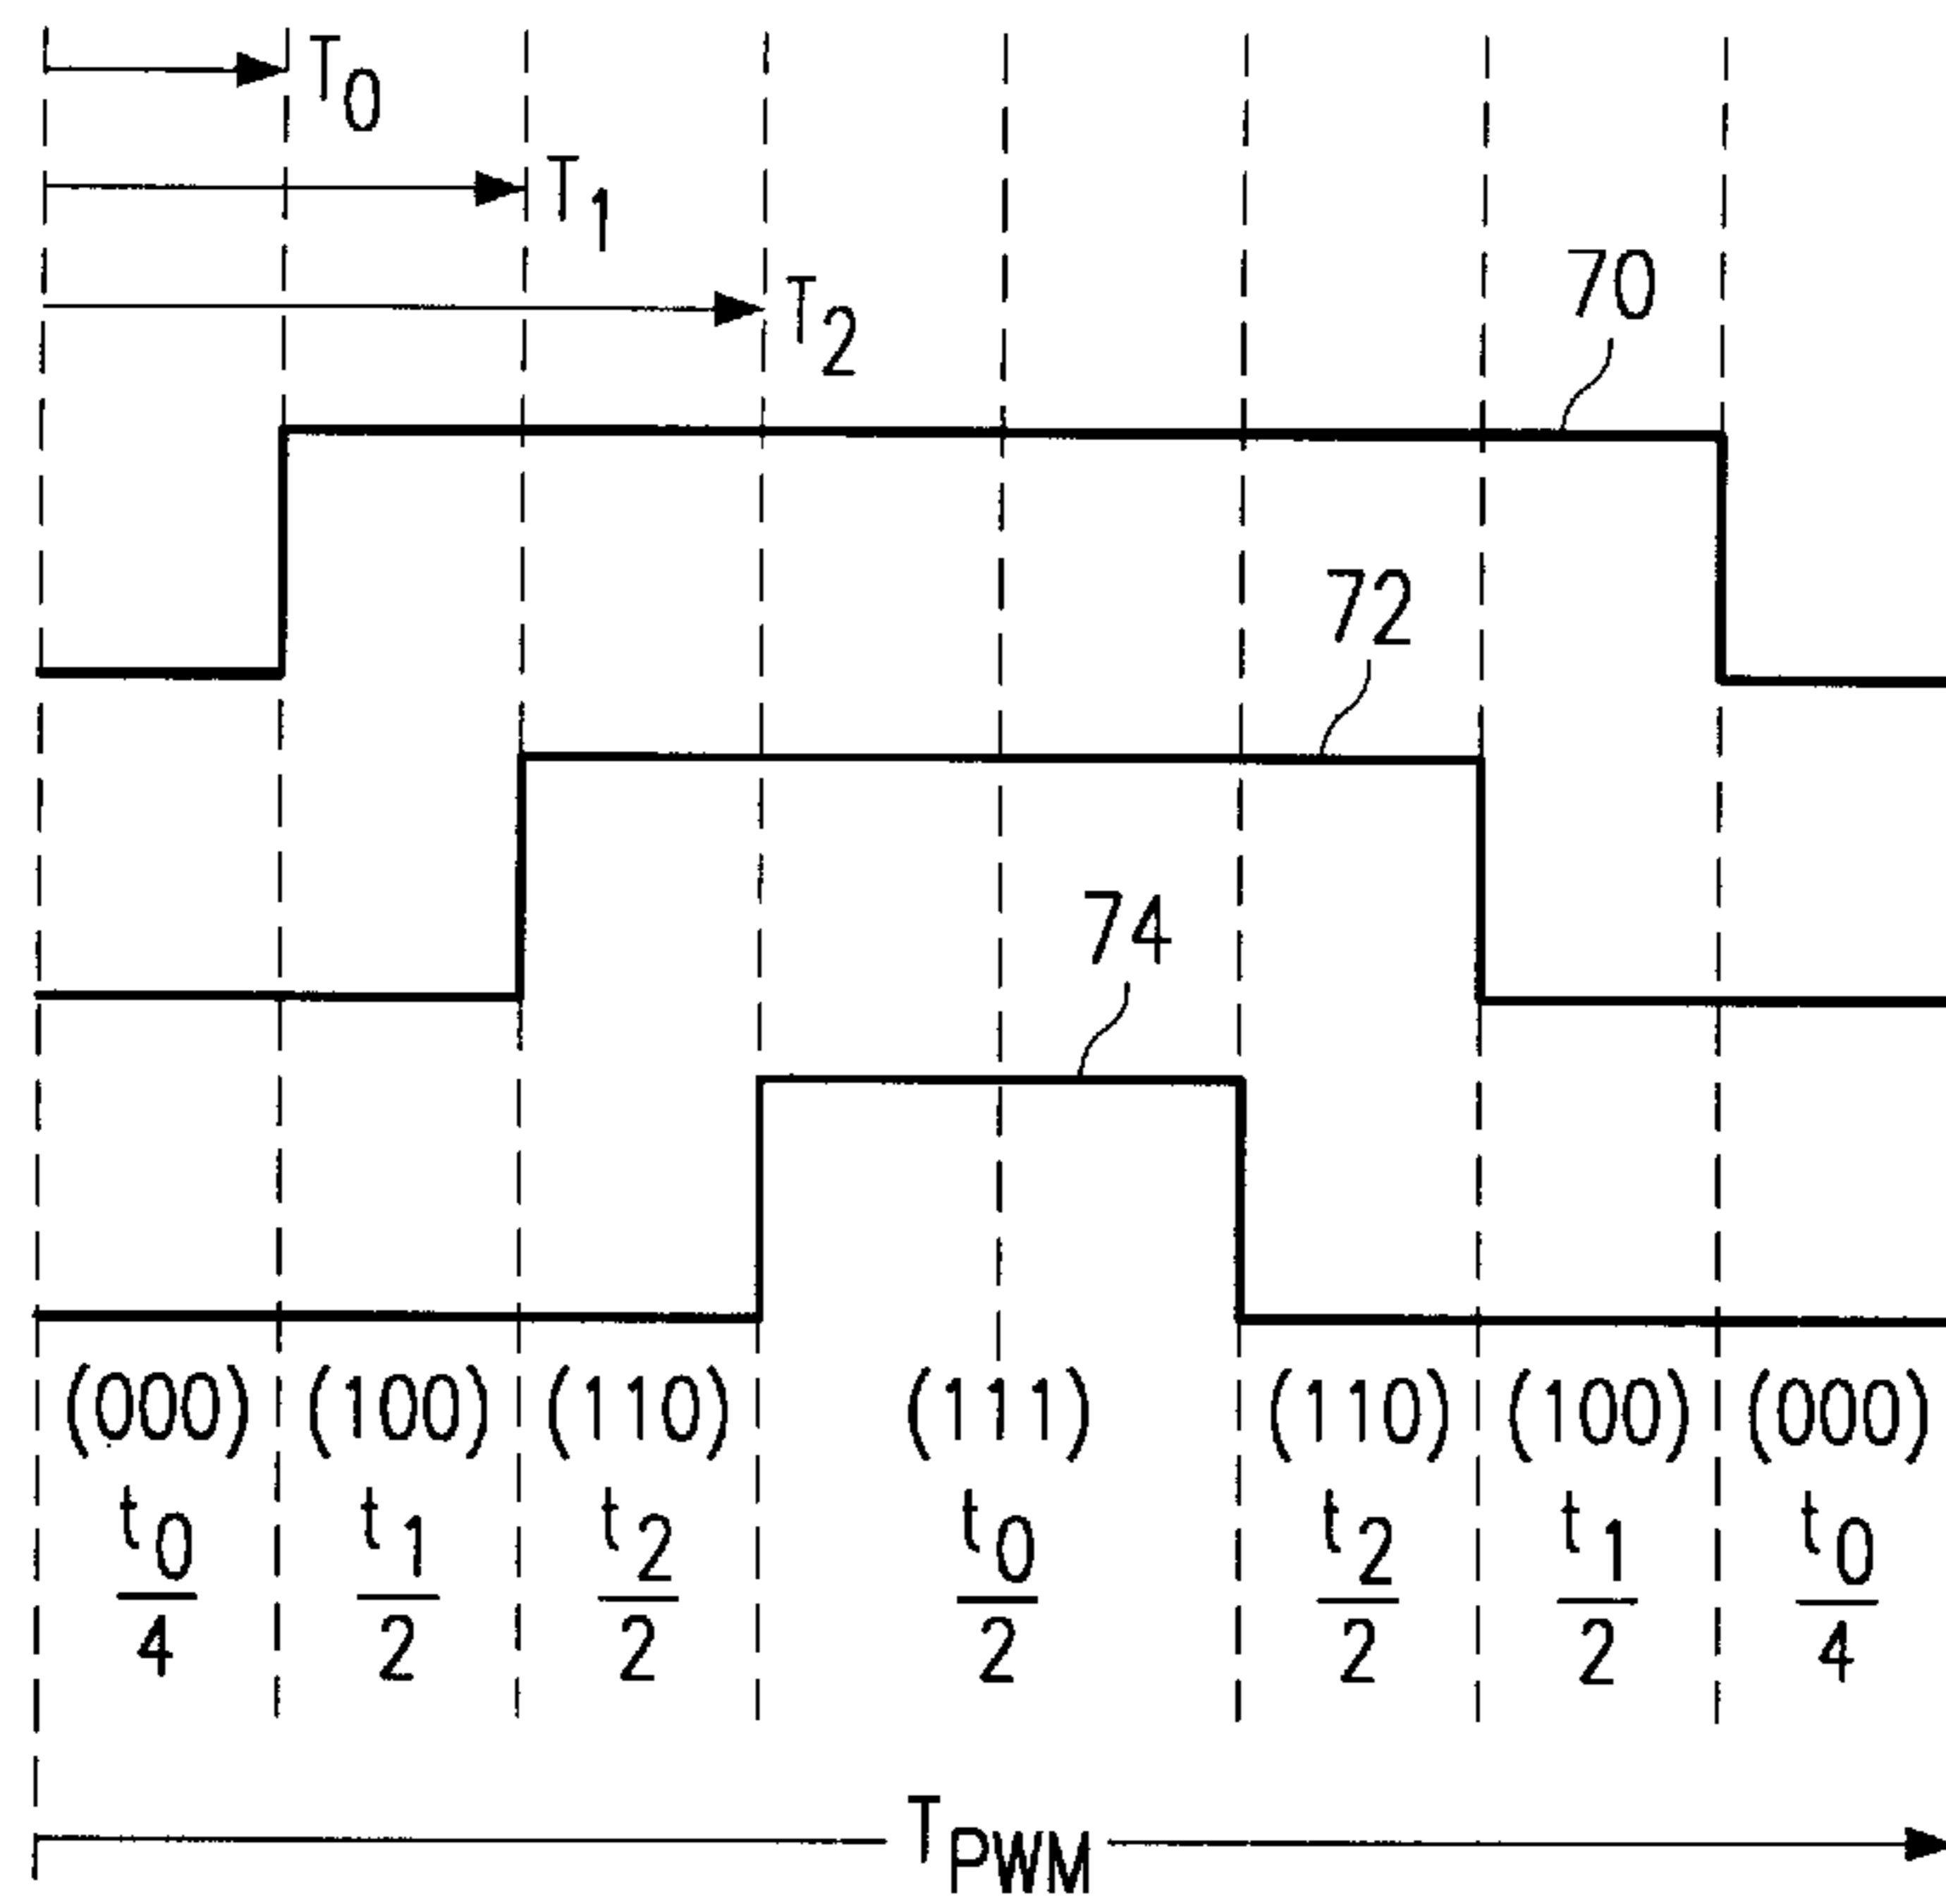 T0
T1
T2
70
72
74
(000) (100) (110) (111) (110) (100) (000)
t0/4 t1/2 t2/2 t0/2 t2/2 t1/2 t0/4
TPWM